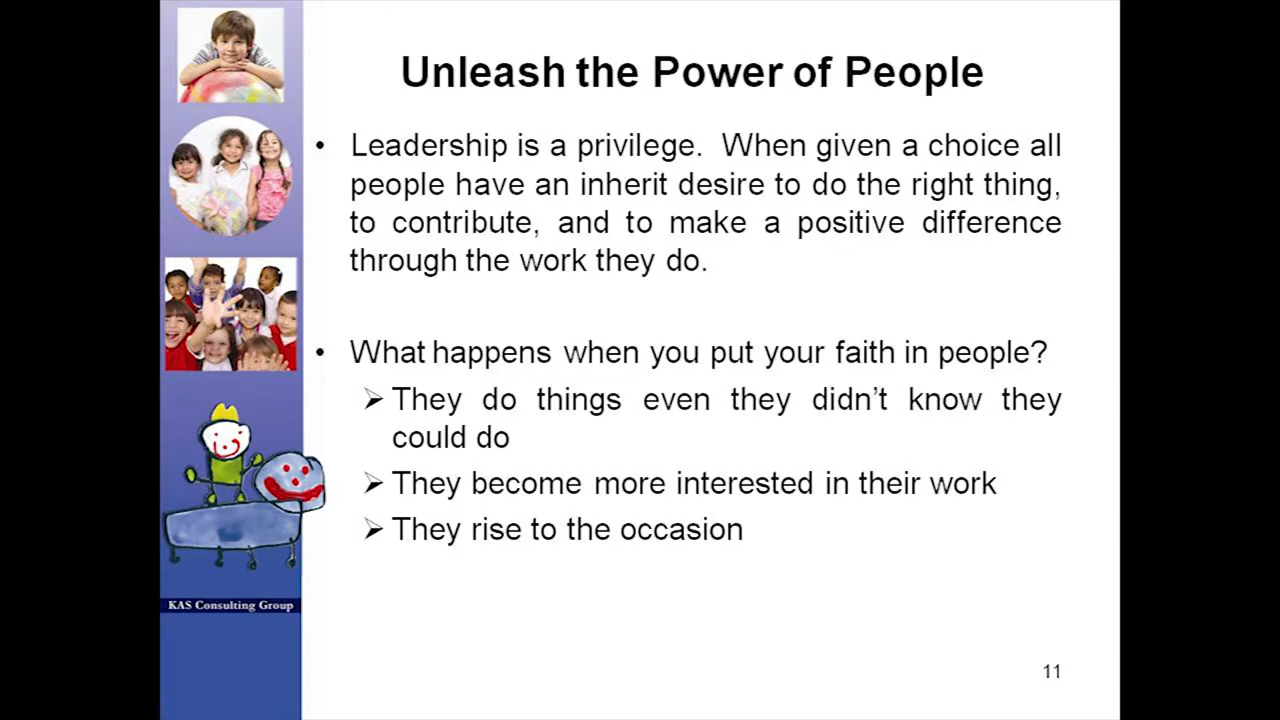 Unleash the Power of People
• Leadership is a privilege.  When given a choice all
people have an inherit desire to do the right thing,
to contribute, and to make a positive difference
through the work they do.
• What happens when you put your faith in people?
➢ They do things even they didn’t know they
could do
➢ They become more interested in their work
➢ They rise to the occasion
KAS Consulting Group
11